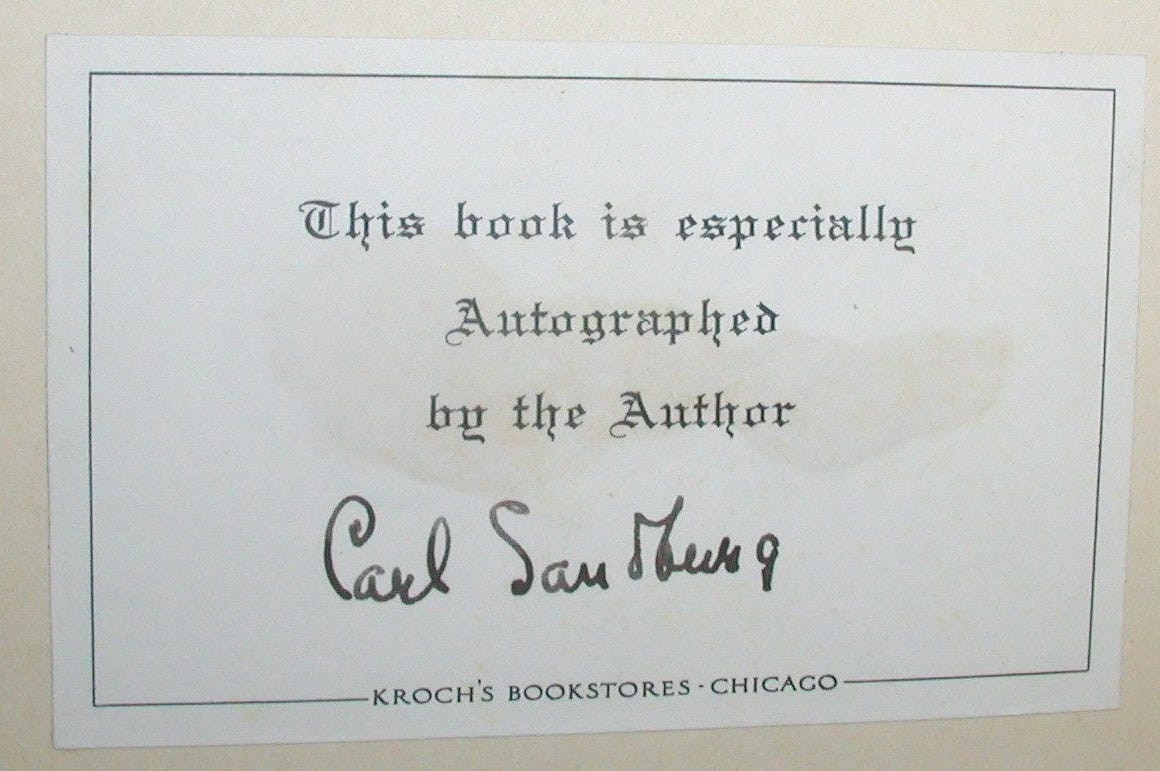 This book is especially
Autographed
by the Author
Carl Sandburg
KROCH'S BOOKSTORES · CHICAGO